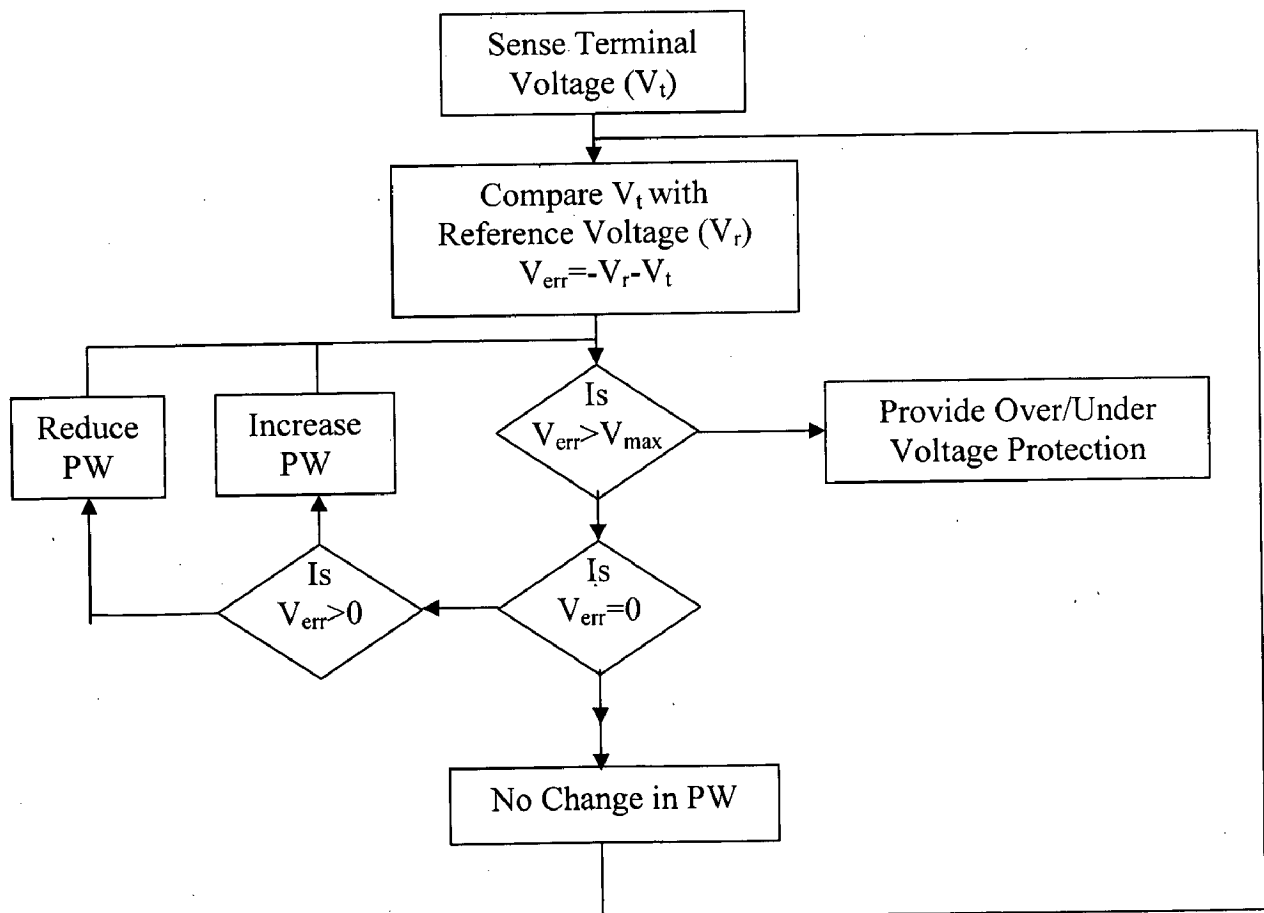 Sense Terminal
Voltage (Vₜ)
Compare Vₜ with
Reference Voltage (Vᵣ)
Vₑᵣᵣ=-Vᵣ-Vₜ
Is
Vₑᵣᵣ>Vₘₐₓ
Provide Over/Under
Voltage Protection
Reduce
PW
Increase
PW
Is
Vₑᵣᵣ>0
Is
Vₑᵣᵣ=0
No Change in PW